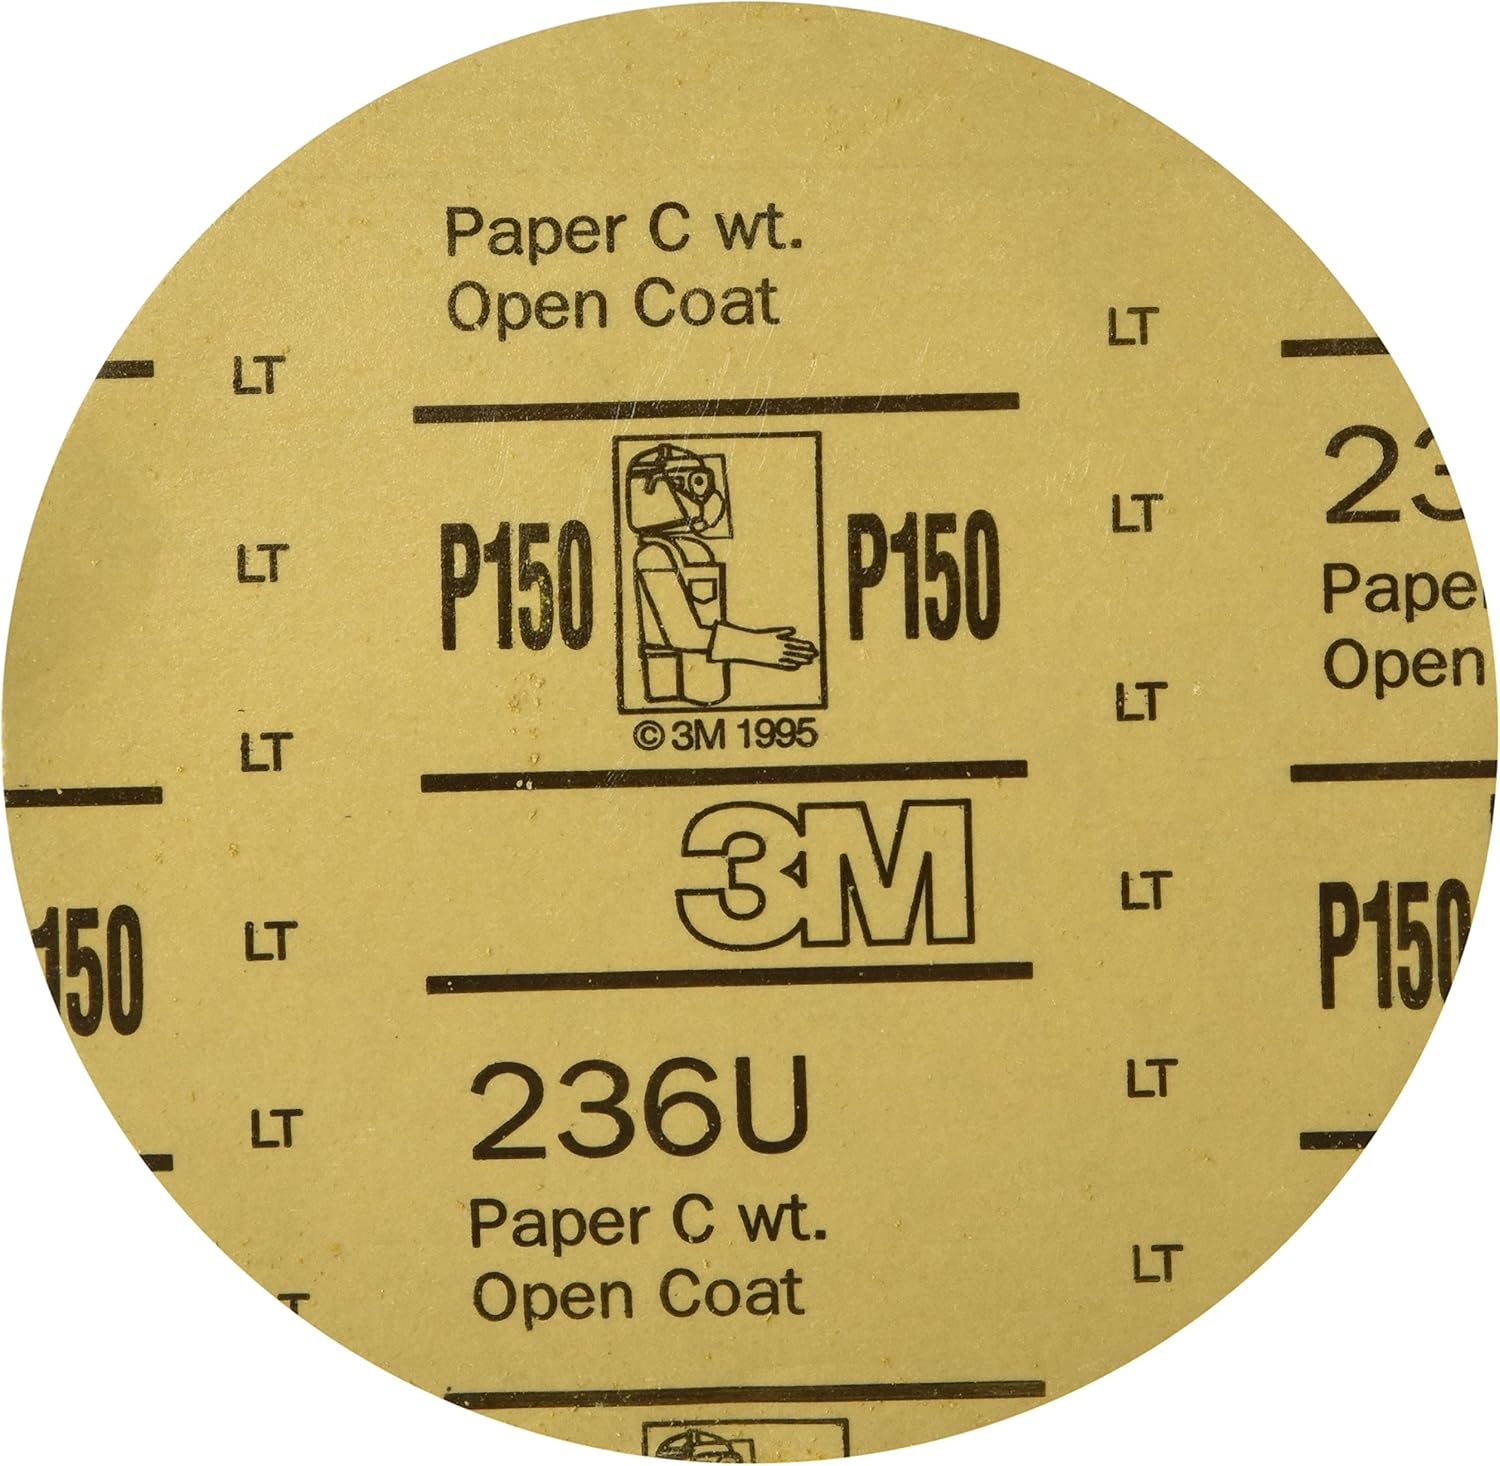 Paper C wt.
Open Coat
LT
LT
P150
P150
© 3M 1995
LT
LT
LT
LT
3M
236U
Paper C wt.
Open Coat
LT
LT
LT
LT
LT
LT
T
23
Pape
Open
150
P150